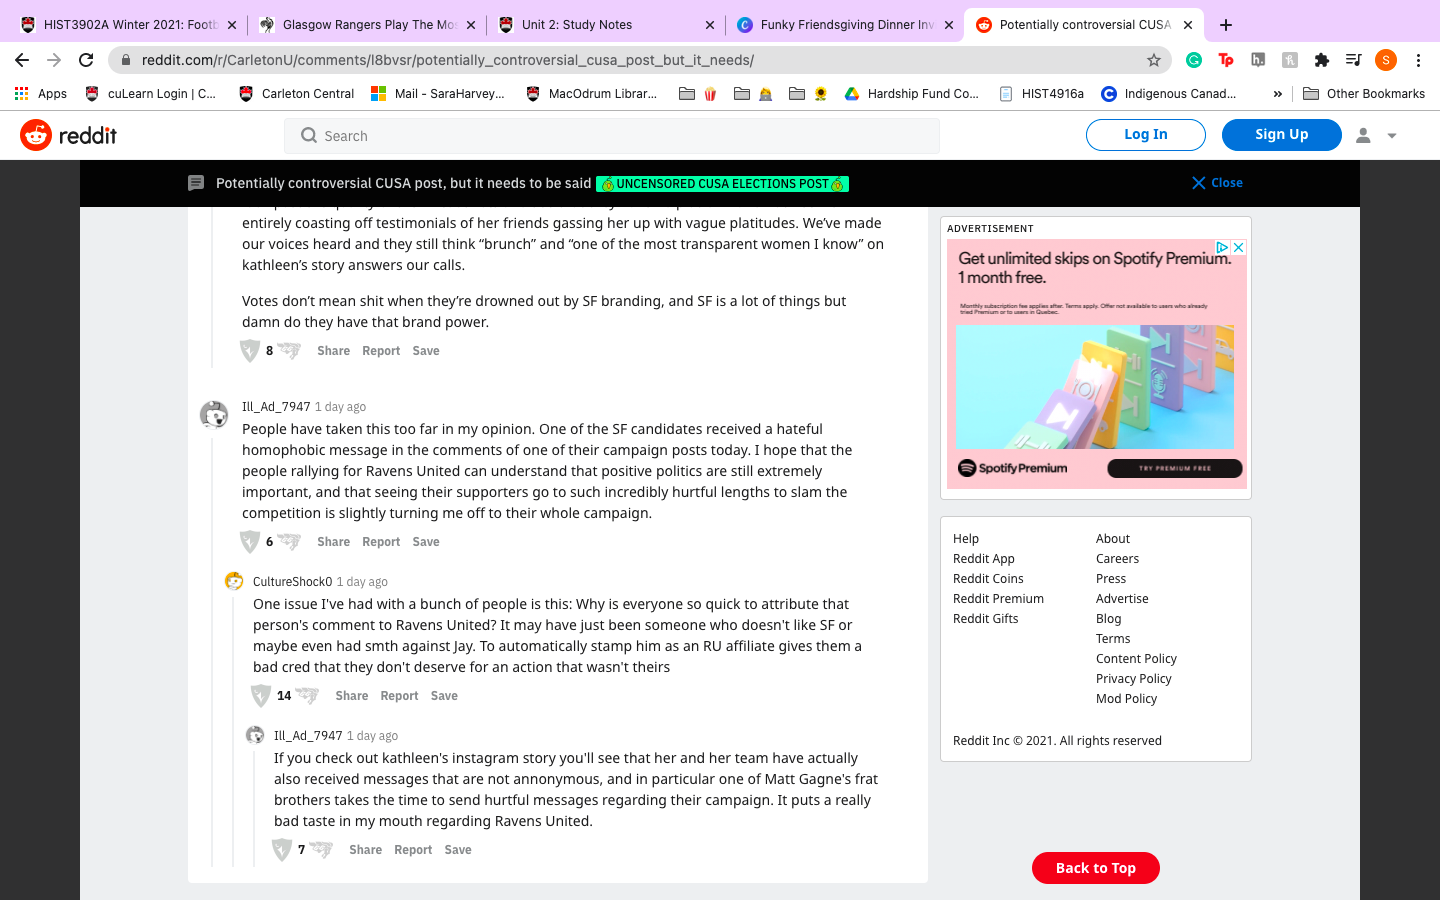 HIST3902A Winter 2021: Footb
Glasgow Rangers Play The Mos
Unit 2: Study Notes
Funky Friendsgiving Dinner Inv
Potentially controversial CUSA
reddit.com/r/CarletonU/comments/l8bvsr/potentially_controversial_cusa_post_but_it_needs/
S
Apps
cuLearn Login | C...
Carleton Central
Mail - SaraHarvey...
MacOdrum Librar...
Hardship Fund Co...
HIST4916a
Indigenous Canad...
»
Other Bookmarks
reddit
Search
Log In
Sign Up
Potentially controversial CUSA post, but it needs to be said
🍐UNCENSORED CUSA ELECTIONS POST🍐
Close
entirely coasting off testimonials of her friends gassing her up with vague platitudes. We’ve made
our voices heard and they still think “brunch” and “one of the most transparent women I know” on
kathleen’s story answers our calls.
Votes don’t mean shit when they’re drowned out by SF branding, and SF is a lot of things but
damn do they have that brand power.
8 Share Report Save
Ill_Ad_7947 1 day ago
People have taken this too far in my opinion. One of the SF candidates received a hateful
homophobic message in the comments of one of their campaign posts today. I hope that the
people rallying for Ravens United can understand that positive politics are still extremely
important, and that seeing their supporters go to such incredibly hurtful lengths to slam the
competition is slightly turning me off to their whole campaign.
6 Share Report Save
CultureShock0 1 day ago
One issue I've had with a bunch of people is this: Why is everyone so quick to attribute that
person's comment to Ravens United? It may have just been someone who doesn't like SF or
maybe even had smth against Jay. To automatically stamp him as an RU affiliate gives them a
bad cred that they don't deserve for an action that wasn't theirs
14 Share Report Save
Ill_Ad_7947 1 day ago
If you check out kathleen's instagram story you'll see that her and her team have actually
also received messages that are not annonymous, and in particular one of Matt Gagne's frat
brothers takes the time to send hurtful messages regarding their campaign. It puts a really
bad taste in my mouth regarding Ravens United.
7 Share Report Save
ADVERTISEMENT
Get unlimited skips on Spotify Premium.
1 month free.
Monthly subscription fee applies after. Terms apply. Offer not available to users who already
tried Premium or to users in Quebec.
Spotify Premium
TRY PREMIUM FREE
Help
Reddit App
Reddit Coins
Reddit Premium
Reddit Gifts
About
Careers
Press
Advertise
Blog
Terms
Content Policy
Privacy Policy
Mod Policy
Reddit Inc © 2021. All rights reserved
Back to Top